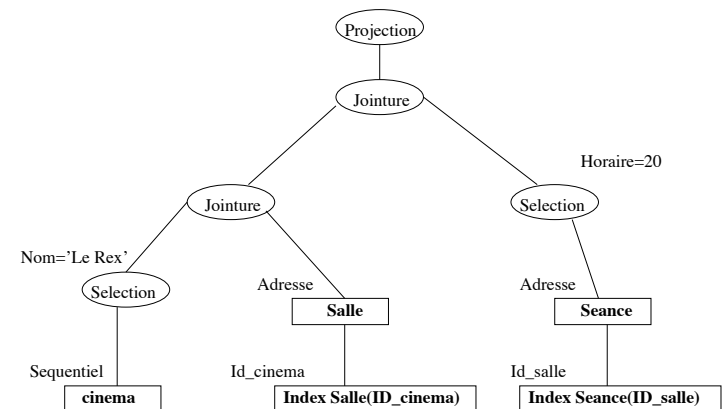 Projection
Jointure
Horaire=20
Jointure
Selection
Nom='Le Rex'
Selection
Adresse
Adresse
Salle
Seance
Sequentiel
Id_cinema
Id_salle
cinema
Index Salle(ID_cinema)
Index Seance(ID_salle)